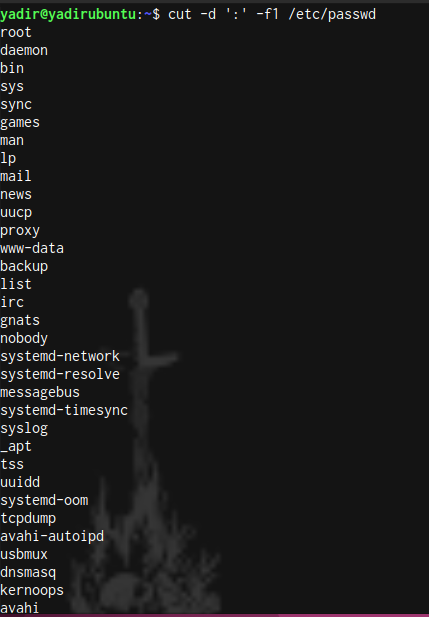 yadir@yadirubuntu:~$ cut -d ':' -f1 /etc/passwd
root
daemon
bin
sys
sync
games
man
lp
mail
news
uucp
proxy
www-data
backup
list
irc
gnats
nobody
systemd-network
systemd-resolve
messagebus
systemd-timesync
syslog
_apt
tss
uuidd
systemd-oom
tcpdump
avahi-autoipd
usbmux
dnsmasq
kernoops
avahi